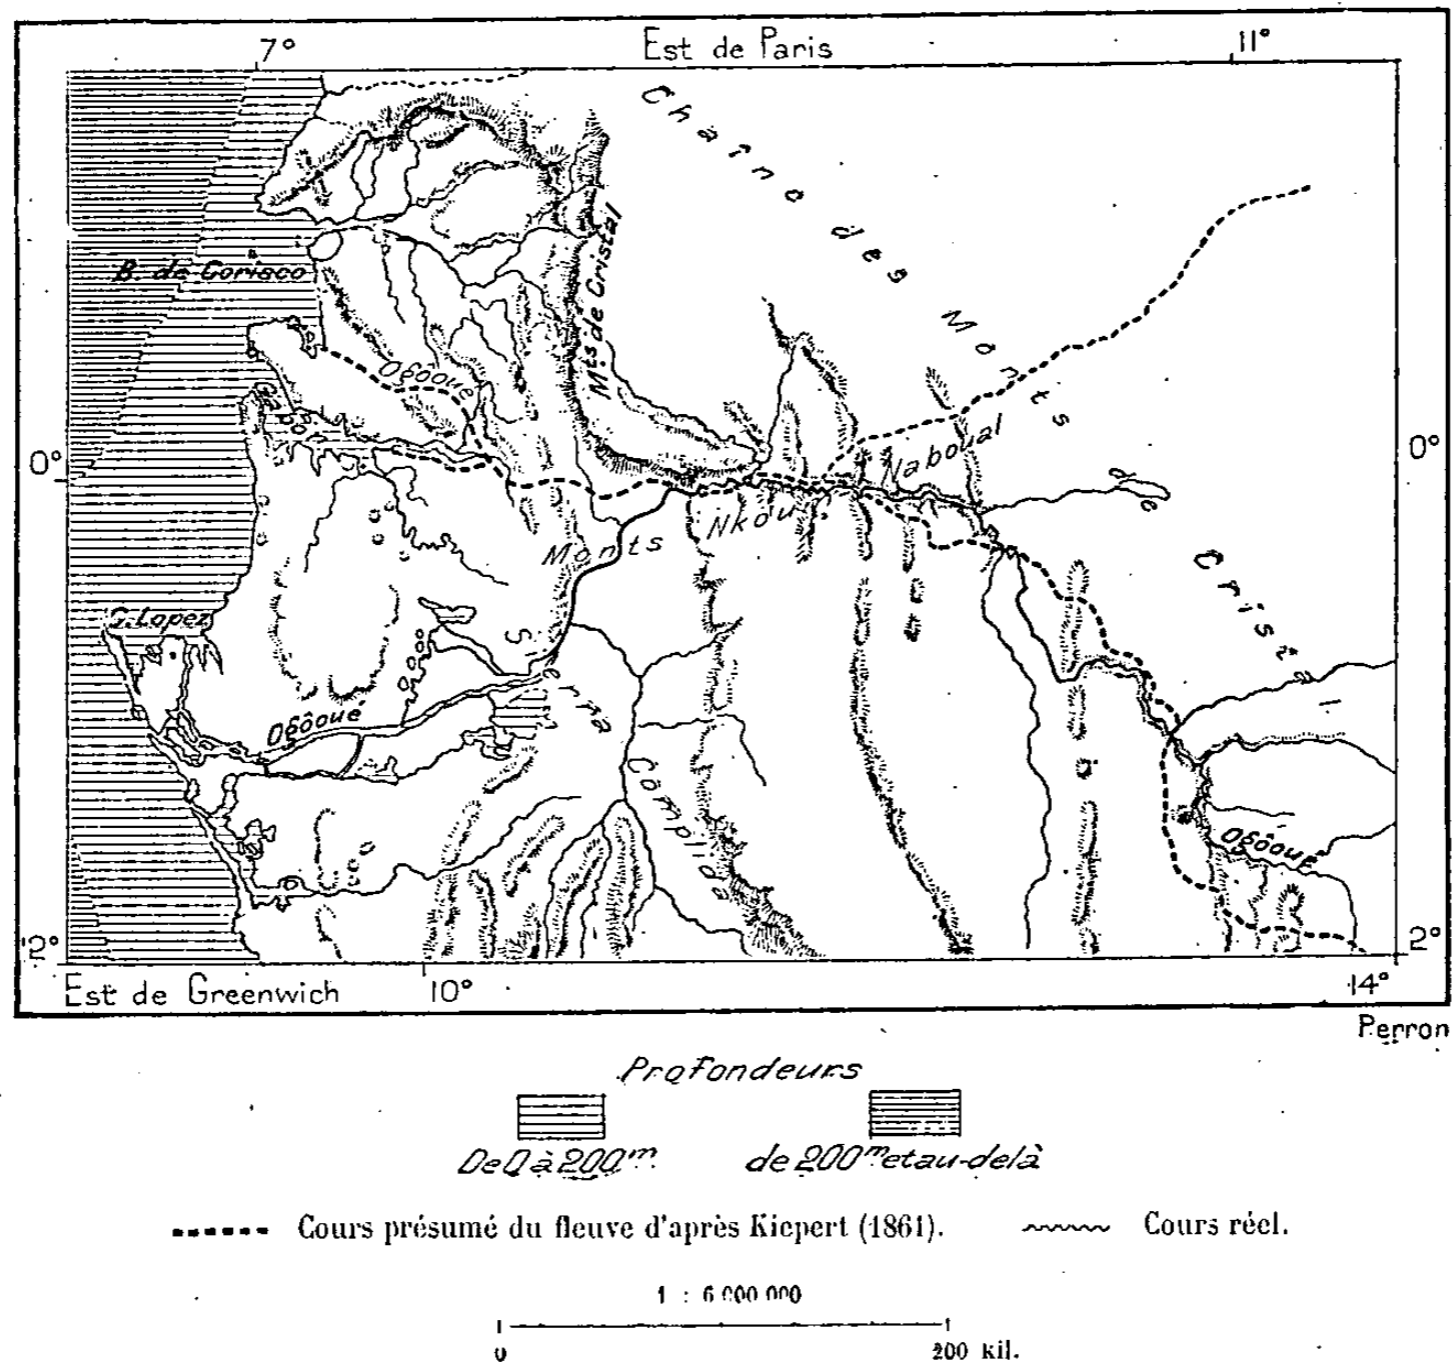 7°
Est de Paris
11°
Chaîne des Monts de Cristal
B. de Corisco
Mts de Cristal
Ogôoué
Gabon
0°
0°
Naboual
Nkou
Monts
C. Lopez
Sierra Complida
Ogôoué
Ogôoué
2°
2°
Est de Greenwich
10°
14°
Perron
Profondeurs
De 0 à 200m
de 200m et au-delà
Cours présumé du fleuve d'après Kiepert (1861).
Cours réel.
1 : 6 000 000
0
200 kil.